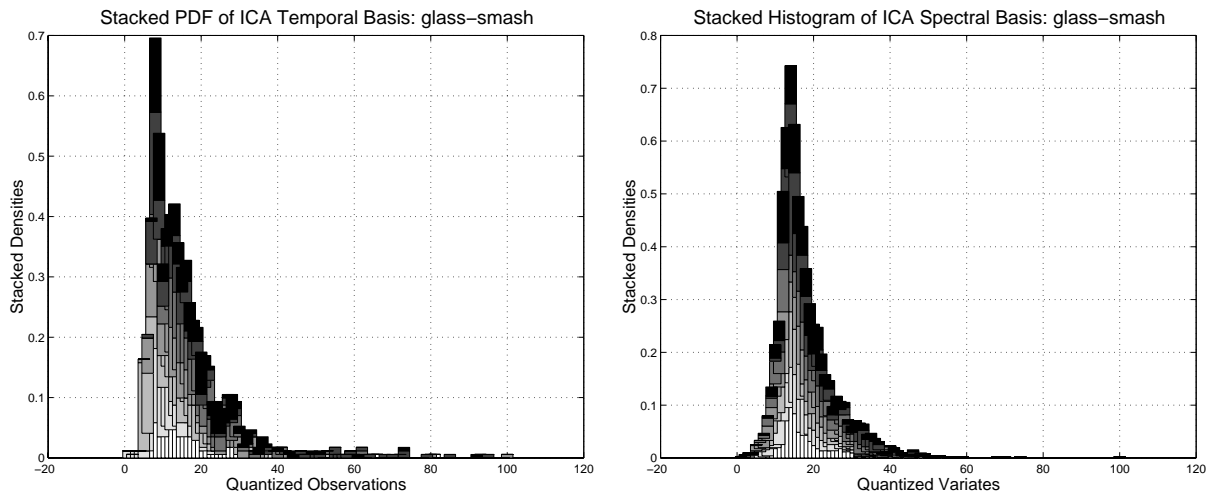 Stacked PDF of ICA Temporal Basis: glass−smash
0.7
0.6
0.5
0.4
0.3
0.2
0.1
0
Stacked Densities
−20 0 20 40 60 80 100 120
Quantized Observations
Stacked Histogram of ICA Spectral Basis: glass−smash
0.8
0.7
0.6
0.5
0.4
0.3
0.2
0.1
0
Stacked Densities
−20 0 20 40 60 80 100 120
Quantized Variates